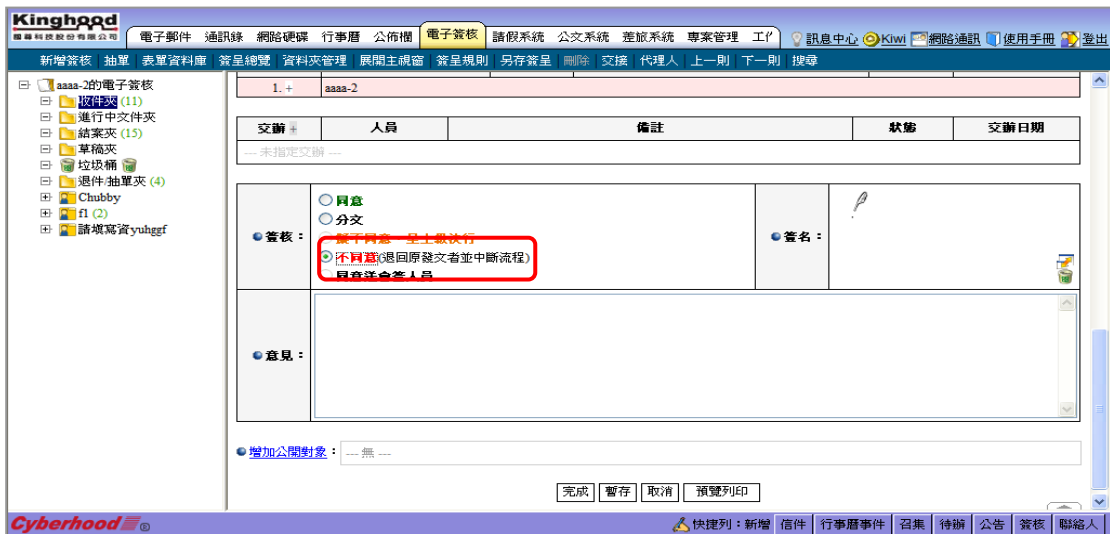 Kinghood
電子郵件 通訊錄 網路硬碟 行事曆 公佈欄 電子簽核 請假系統 公文系統 差旅系統 專案管理 訊息中心 Kiwi 網路通訊 使用手冊 登出
新增簽核 抽單 表單資料庫 簽呈總覽 資料夾管理 展開主視窗 簽呈規則 另存簽呈 刪除 交接 代理人 上一則 下一則 搜尋
aaaa-2的電子簽核
收件夾 (11)
進行中文件夾
結案夾 (15)
草稿夾
垃圾桶
退件/抽單夾 (4)
Chubby
f1 (2)
請填寫資yuhggf
1. + aaaa-2
交辦 + 人員 備註 狀態 交辦日期
--- 未指定交辦 ---
簽核：
同意
分文
擬不同意，呈上級決行
不同意(退回原發文者並中斷流程)
同意送會簽人員
簽名：
意見：
增加公開對象： --- 無 ---
完成 暫存 取消 預覽列印
Cyberhood ® 快捷列：新增 信件 行事曆事件 召集 待辦 公告 簽核 聯絡人